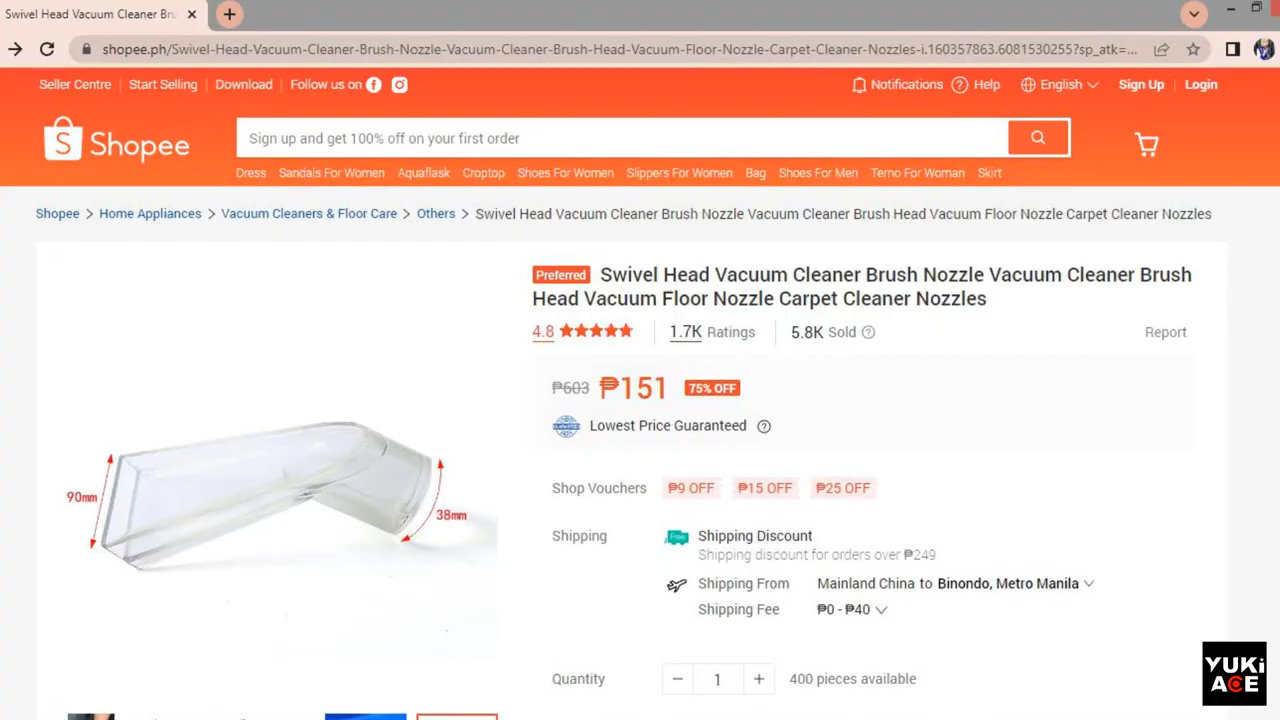 Swivel Head Vacuum Cleaner Bru
shopee.ph/Swivel-Head-Vacuum-Cleaner-Brush-Nozzle-Vacuum-Cleaner-Brush-Head-Vacuum-Floor-Nozzle-Carpet-Cleaner-Nozzles-i.160357863.6081530255?sp_atk=...
Seller Centre | Start Selling | Download | Follow us on
Notifications Help English Sign Up | Login
Shopee
Sign up and get 100% off on your first order
Dress Sandals For Women Aquaflask Croptop Shoes For Women Slippers For Women Bag Shoes For Men Terno For Woman Skirt
Shopee > Home Appliances > Vacuum Cleaners & Floor Care > Others > Swivel Head Vacuum Cleaner Brush Nozzle Vacuum Cleaner Brush Head Vacuum Floor Nozzle Carpet Cleaner Nozzles
Preferred Swivel Head Vacuum Cleaner Brush Nozzle Vacuum Cleaner Brush
Head Vacuum Floor Nozzle Carpet Cleaner Nozzles
4.8 1.7K Ratings 5.8K Sold Report
₱603 ₱151 75% OFF
Lowest Price Guaranteed
90mm
38mm
Shop Vouchers ₱9 OFF ₱15 OFF ₱25 OFF
Shipping Free Shipping Discount
Shipping discount for orders over ₱249
Shipping From Mainland China to Binondo, Metro Manila
Shipping Fee ₱0 - ₱40
Quantity - 1 + 400 pieces available
YUKi
ACE